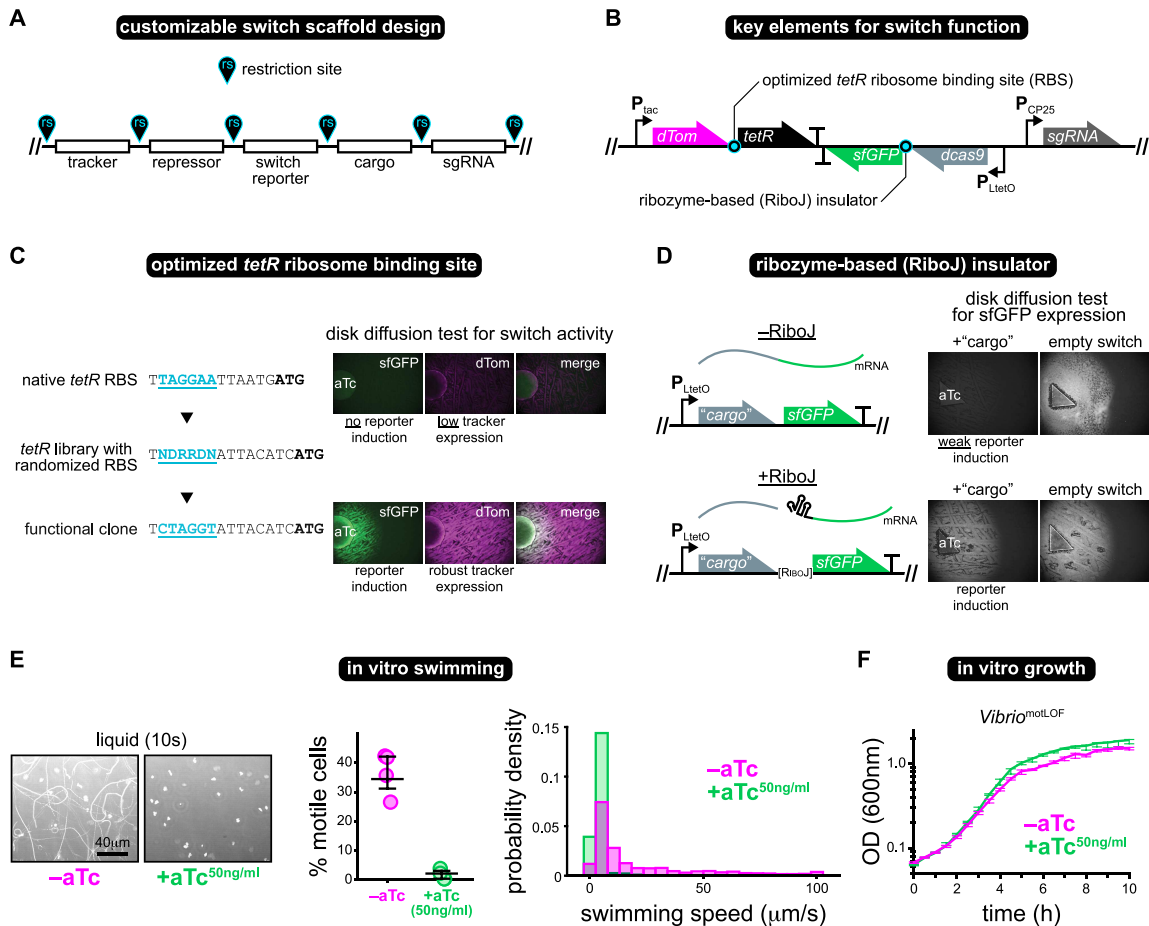 A
customizable switch scaffold design
rs
restriction site
rs rs rs rs rs rs
// //
tracker repressor switch reporter cargo sgRNA
B
key elements for switch function
optimized tetR ribosome binding site (RBS)
Ptac PCP25
dTom tetR sfGFP dcas9 sgRNA
// //
PLtetO
ribozyme-based (RiboJ) insulator
C
optimized tetR ribosome binding site
disk diffusion test for switch activity
native tetR RBS TTAGGAATTAATGATG
sfGFP dTom merge
aTc
no reporter induction
low tracker expression
tetR library with
randomized RBS
TNDRRDNATTACATCATG
functional clone TCTAGGTATTACATCATG
sfGFP dTom merge
aTc
reporter induction
robust tracker expression
D
ribozyme-based (RiboJ) insulator
disk diffusion test
for sfGFP expression
–RiboJ
+"cargo" empty switch
mRNA
PLtetO
aTc
"cargo" sfGFP
// //
weak reporter
induction
+RiboJ
+"cargo" empty switch
mRNA
PLtetO
aTc
"cargo" [RIBOJ] sfGFP
// //
reporter
induction
E
in vitro swimming
liquid (10s)
40μm
–aTc +aTc50ng/ml
% motile cells
40
30
20
10
0
–aTc +aTc
(50ng/ml)
probability density
0.15
0.1
0.05
0
–aTc
+aTc50ng/ml
0 50 100
swimming speed (μm/s)
F
in vitro growth
VibriomotLOF
OD (600nm)
1.0
0.1
–aTc
+aTc50ng/ml
0 2 4 6 8 10
time (h)